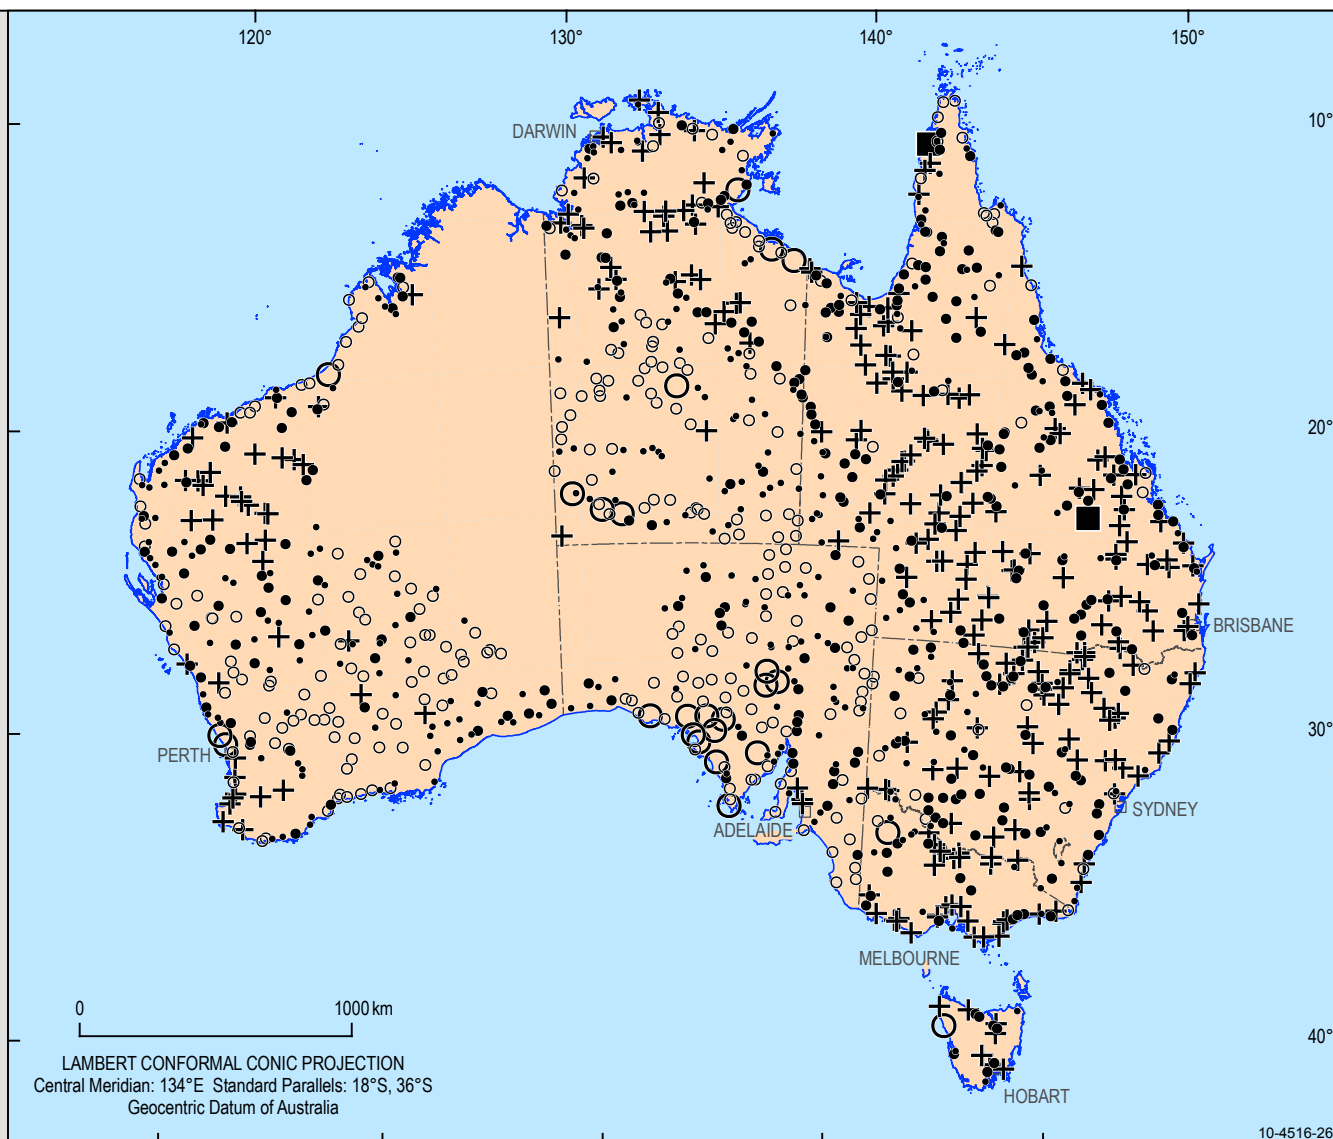 120°
130°
140°
150°
10°
DARWIN
20°
BRISBANE
30°
PERTH
SYDNEY
ADELAIDE
MELBOURNE
0
1000 km
40°
LAMBERT CONFORMAL CONIC PROJECTION
Central Meridian: 134°E Standard Parallels: 18°S, 36°S
Geocentric Datum of Australia
HOBART
10-4516-26